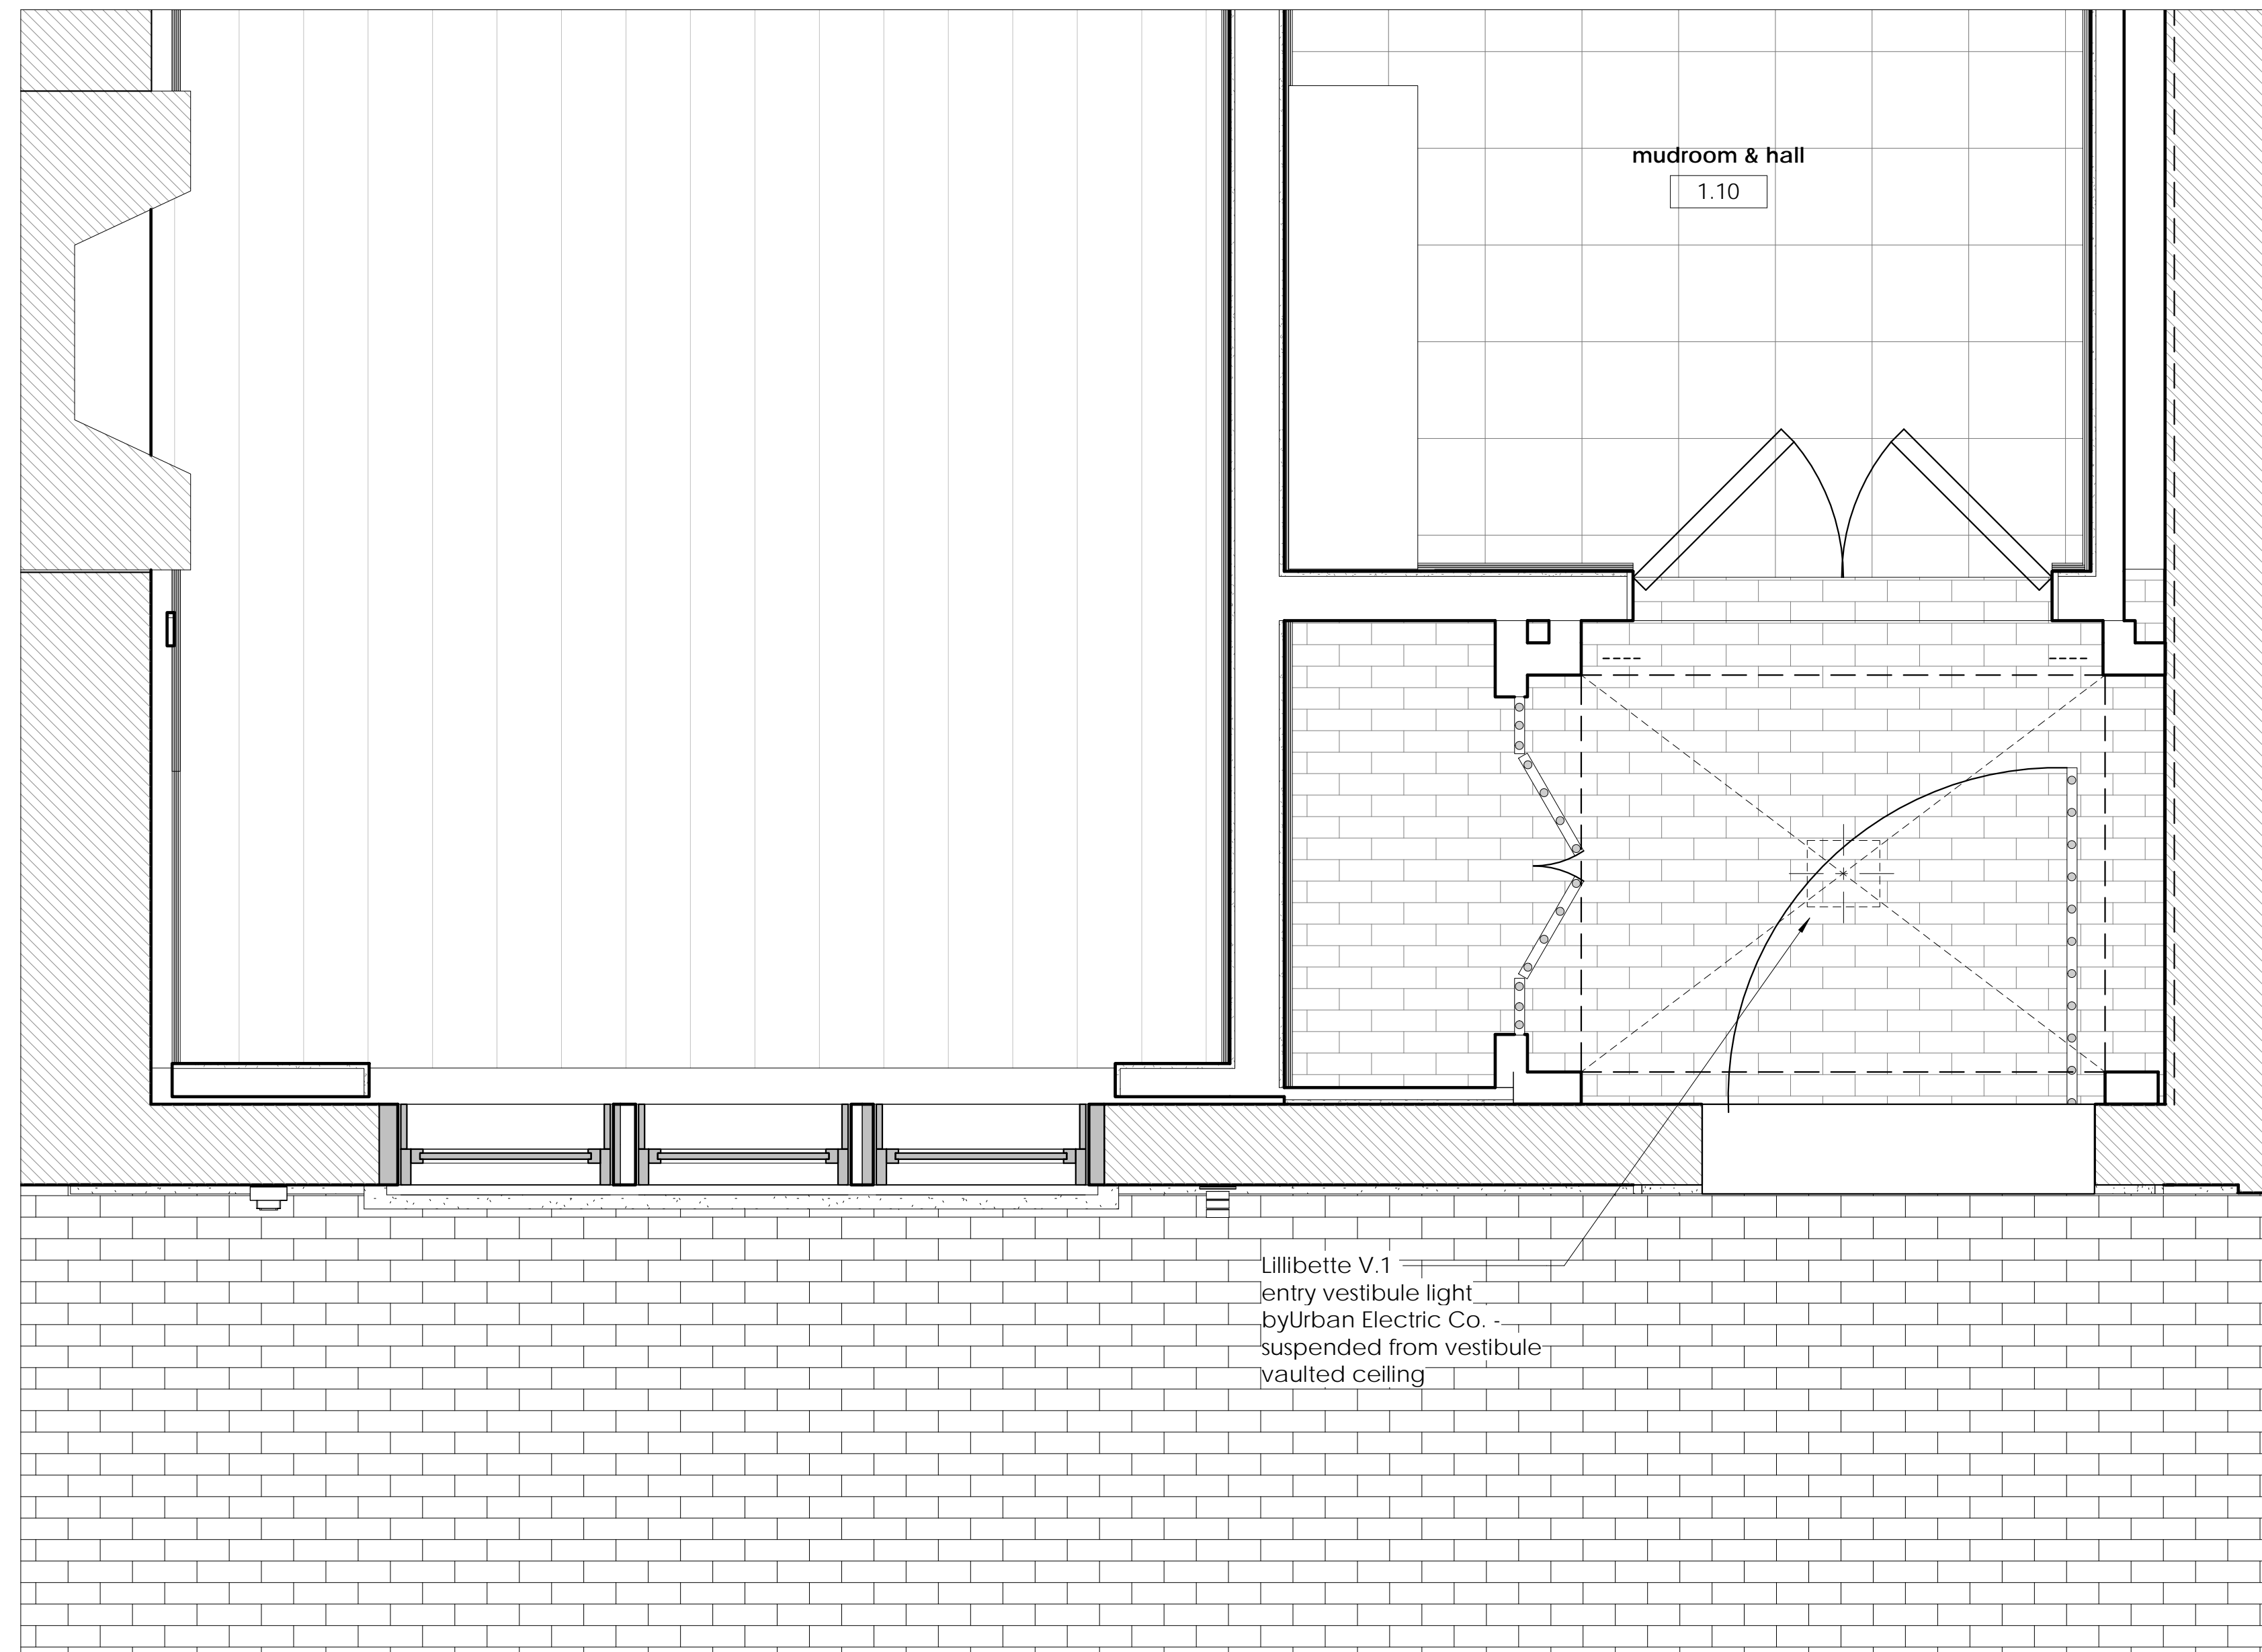 mudroom & hall
1.10
Lillibette V.1
entry vestibule light
byUrban Electric Co. -
suspended from vestibule
vaulted ceiling